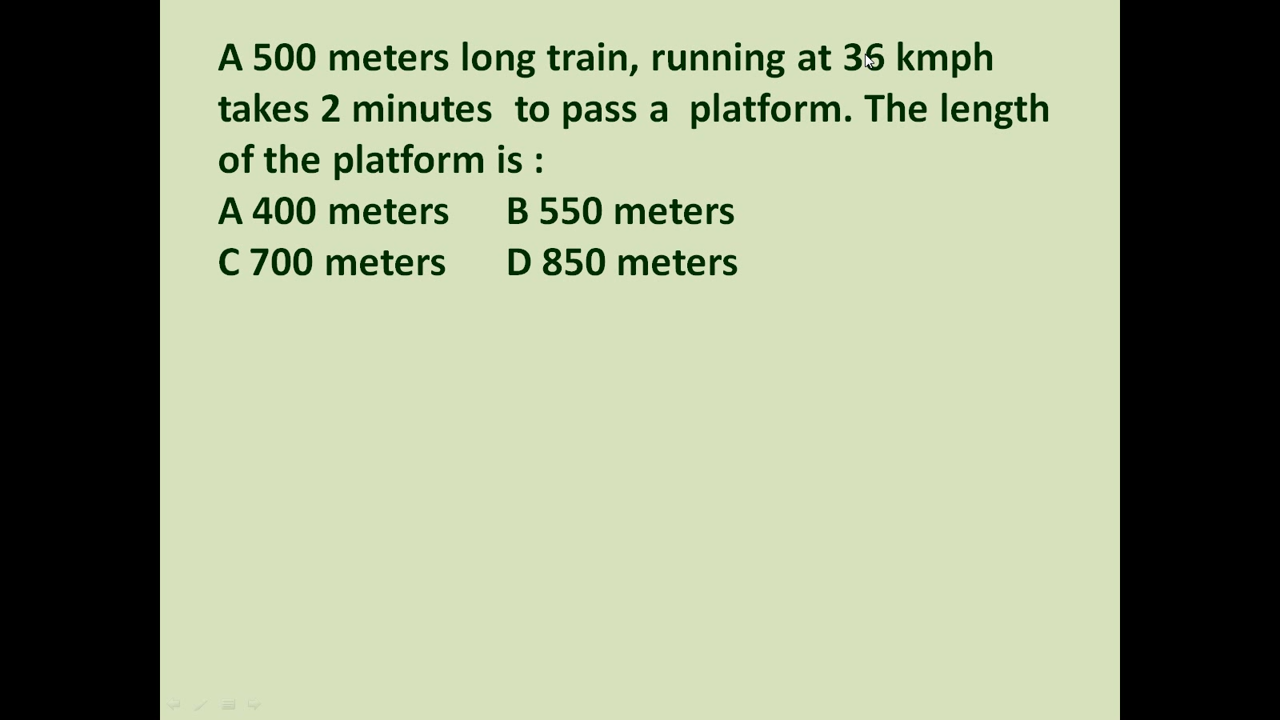 A 500 meters long train, running at 36 kmph
takes 2 minutes  to pass a  platform. The length
of the platform is :
A 400 meters      B 550 meters
C 700 meters      D 850 meters